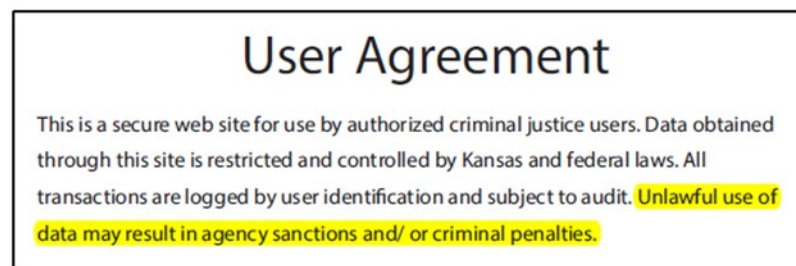 User Agreement
This is a secure web site for use by authorized criminal justice users. Data obtained
through this site is restricted and controlled by Kansas and federal laws. All
transactions are logged by user identification and subject to audit. Unlawful use of
data may result in agency sanctions and/ or criminal penalties.